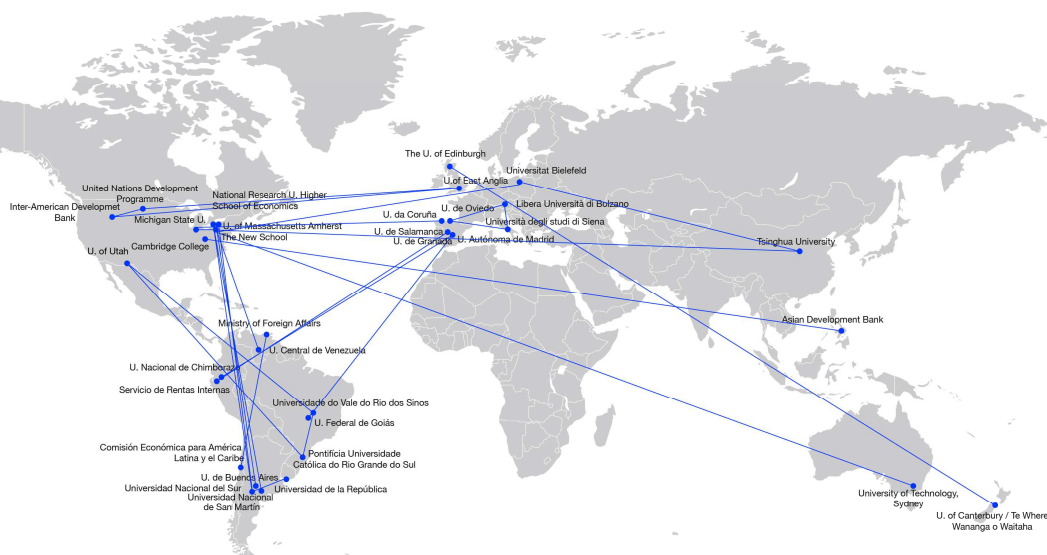 The U. of Edinburgh
Universitat Bielefeld
U.of East Anglia
United Nations Development
Programme
National Research U. Higher
School of Economics
Inter-American Developmet
Bank
Libera Università di Bolzano
U. de Oviedo
U. da Coruña
Michigan State U.
Università degli studi di Siena
U. of Massachusetts Amherst
U. de Salamanca
The New School
U. de Granada
U. Autónoma de Madrid
Tsinghua University
Cambridge College
U. of Utah
Asian Development Bank
Ministry of Foreign Affairs
U. Central de Venezuela
U. Nacional de Chimborazo
Servicio de Rentas Internas
Universidade do Vale do Rio dos Sinos
U. Federal de Goiás
Comisión Económica para América
Latina y el Caribe
Pontifícia Universidade
Católica do Rio Grande do Sul
U. de Buenos Aires
Universidad Nacional del Sur
Universidad de la República
Universidad Nacional
de San Martín
University of Technology,
Sydney
U. of Canterbury / Te Where
Wananga o Waitaha